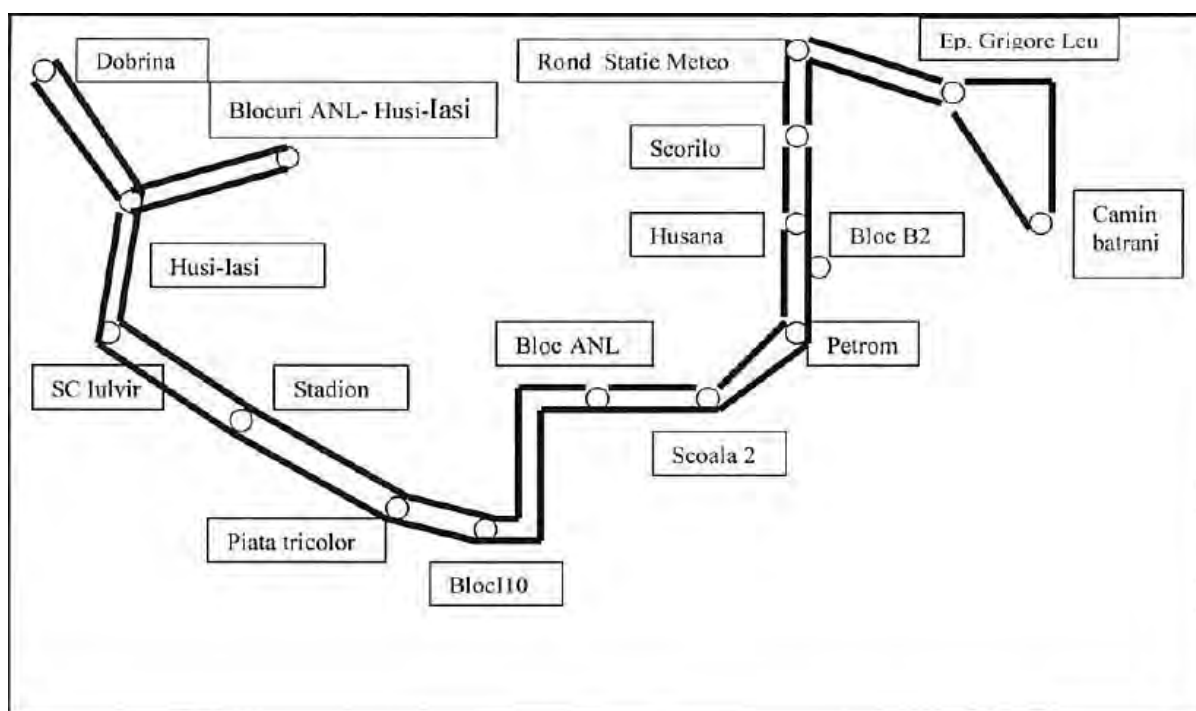 Ep. Grigore Leu
Dobrina
Rond Statie Meteo
Blocuri ANL- Husi-Iasi
Scorilo
Husana
Bloc B2
Camin
batrani
Husi-Iasi
Bloc ANL
Petrom
SC Iulvir
Stadion
Scoala 2
Piata tricolor
BlocI10